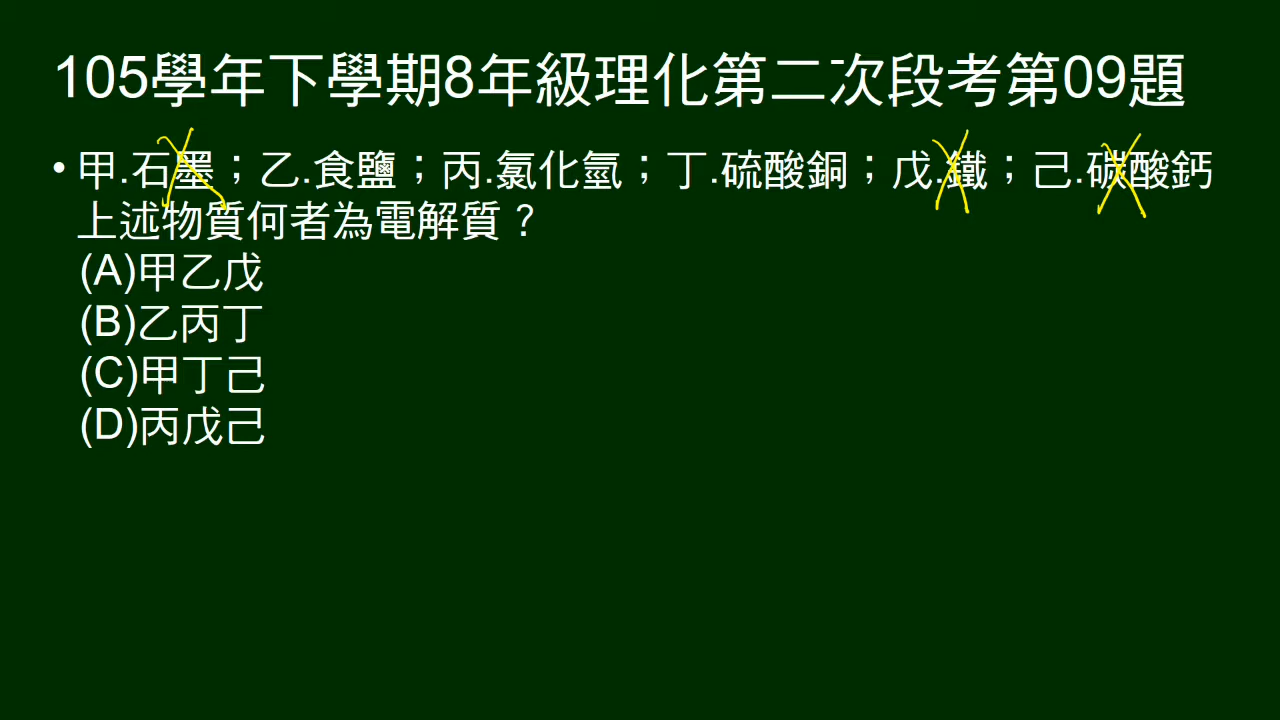 105學年下學期8年級理化第二次段考第09題
•甲.石墨；乙.食鹽；丙.氯化氫；丁.硫酸銅；戊.鐵；己.碳酸鈣
上述物質何者為電解質？
(A)甲乙戊
(B)乙丙丁
(C)甲丁己
(D)丙戊己